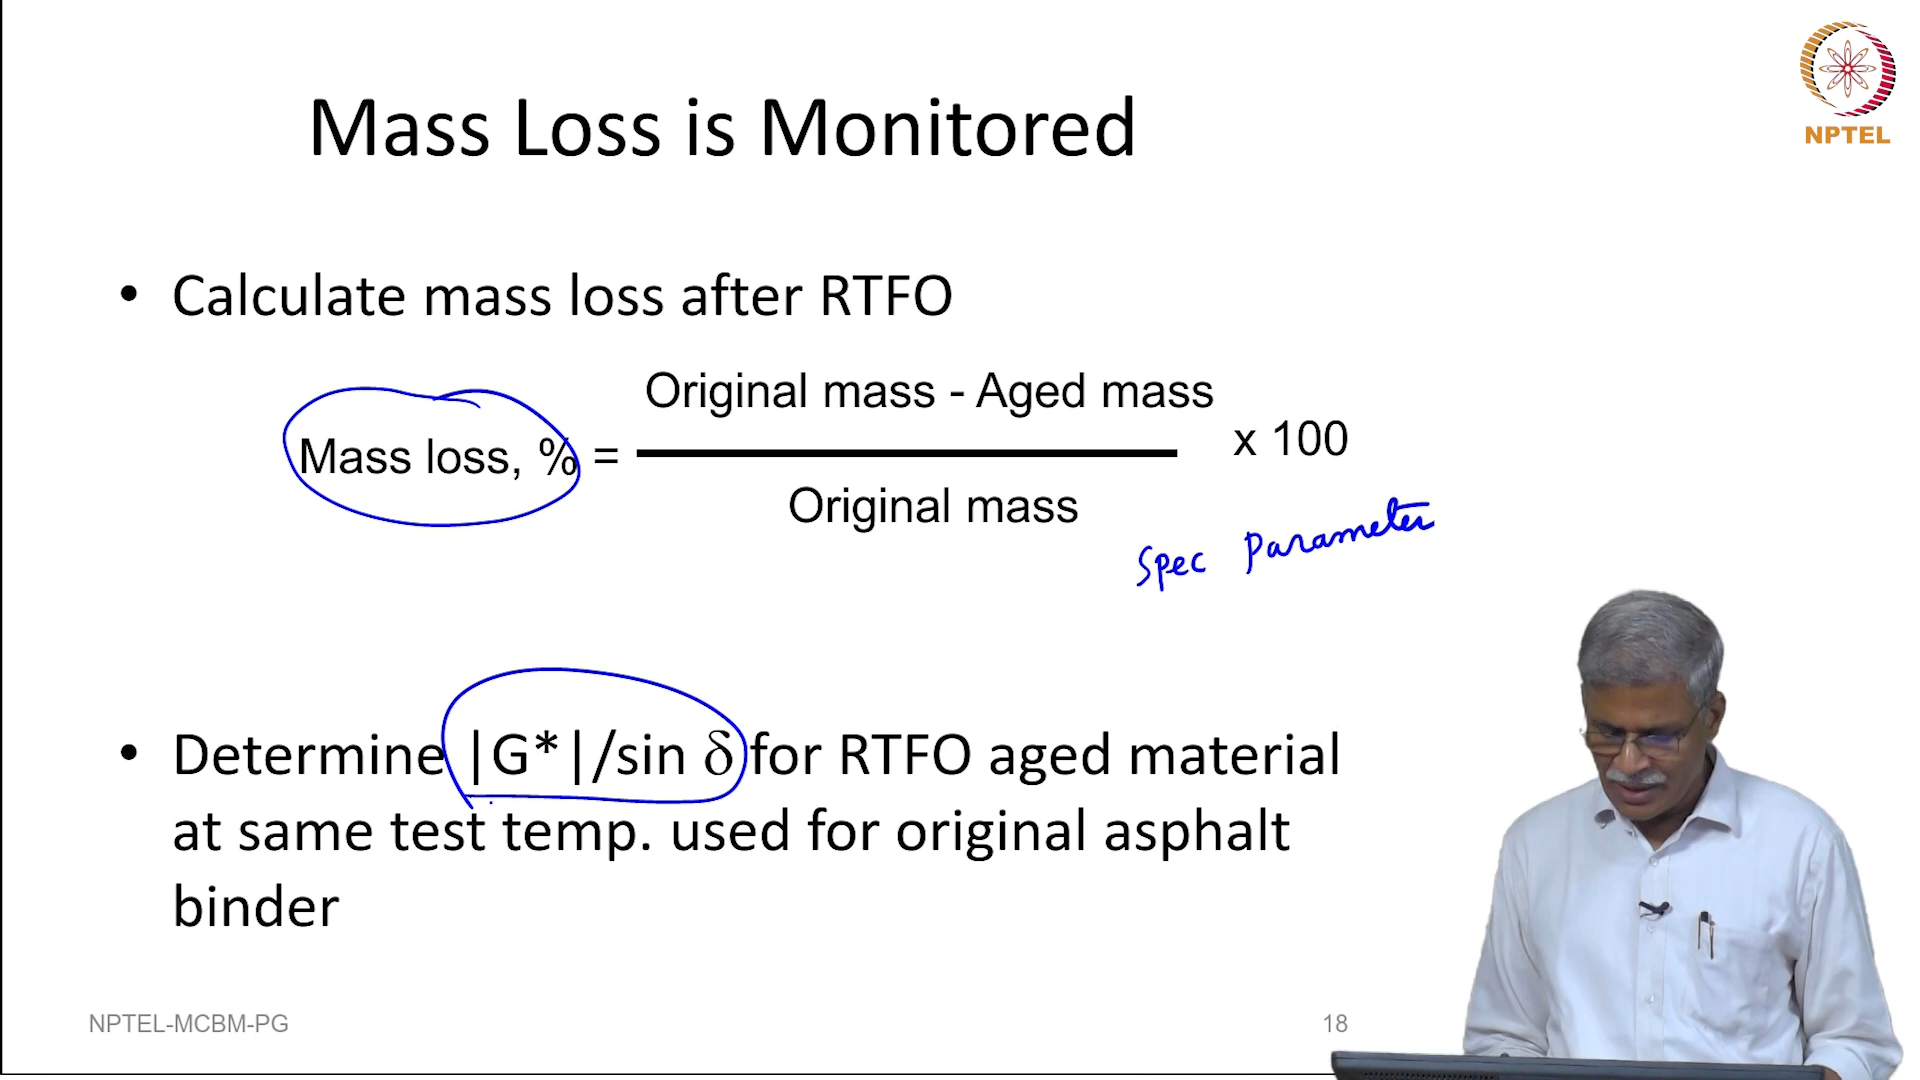 NPTEL
Mass Loss is Monitored
• Calculate mass loss after RTFO
Original mass - Aged mass
Mass loss, % =
x 100
Original mass
Spec Parameter
• Determine |G*|/sin δ for RTFO aged material
at same test temp. used for original asphalt
binder
NPTEL-MCBM-PG
18